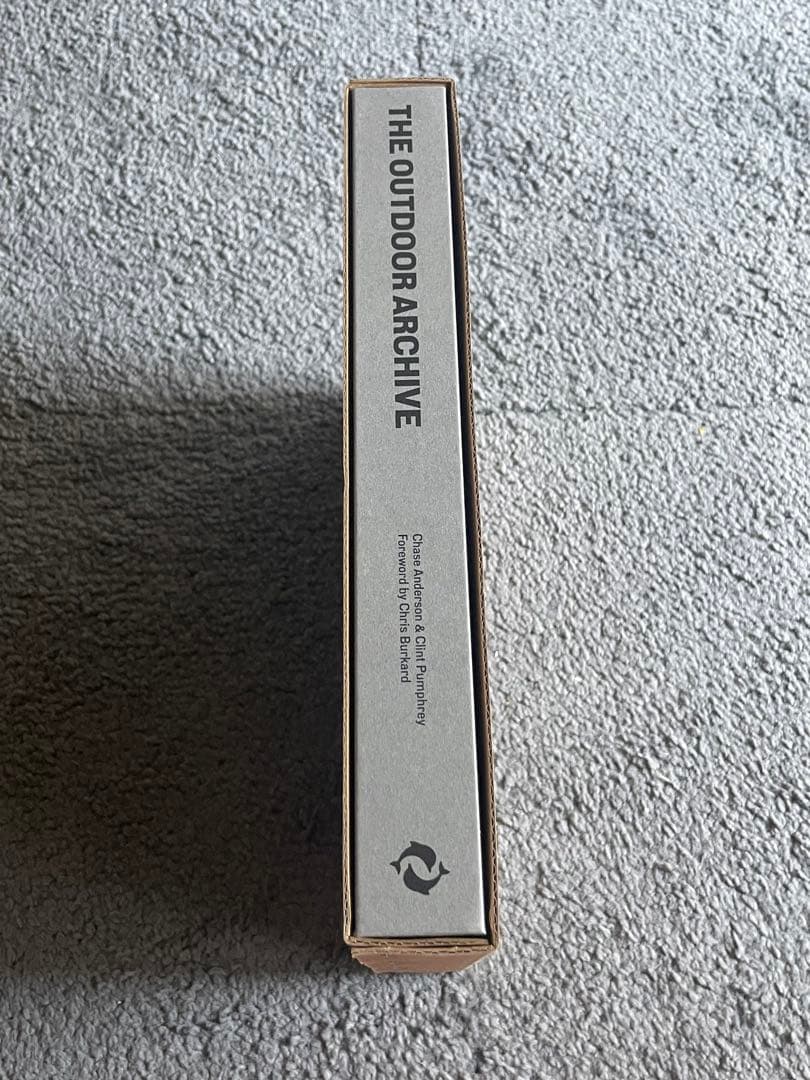 THE OUTDOOR ARCHIVE
Chase Anderson & Clint Pumphrey
Foreword by Chris Burkard